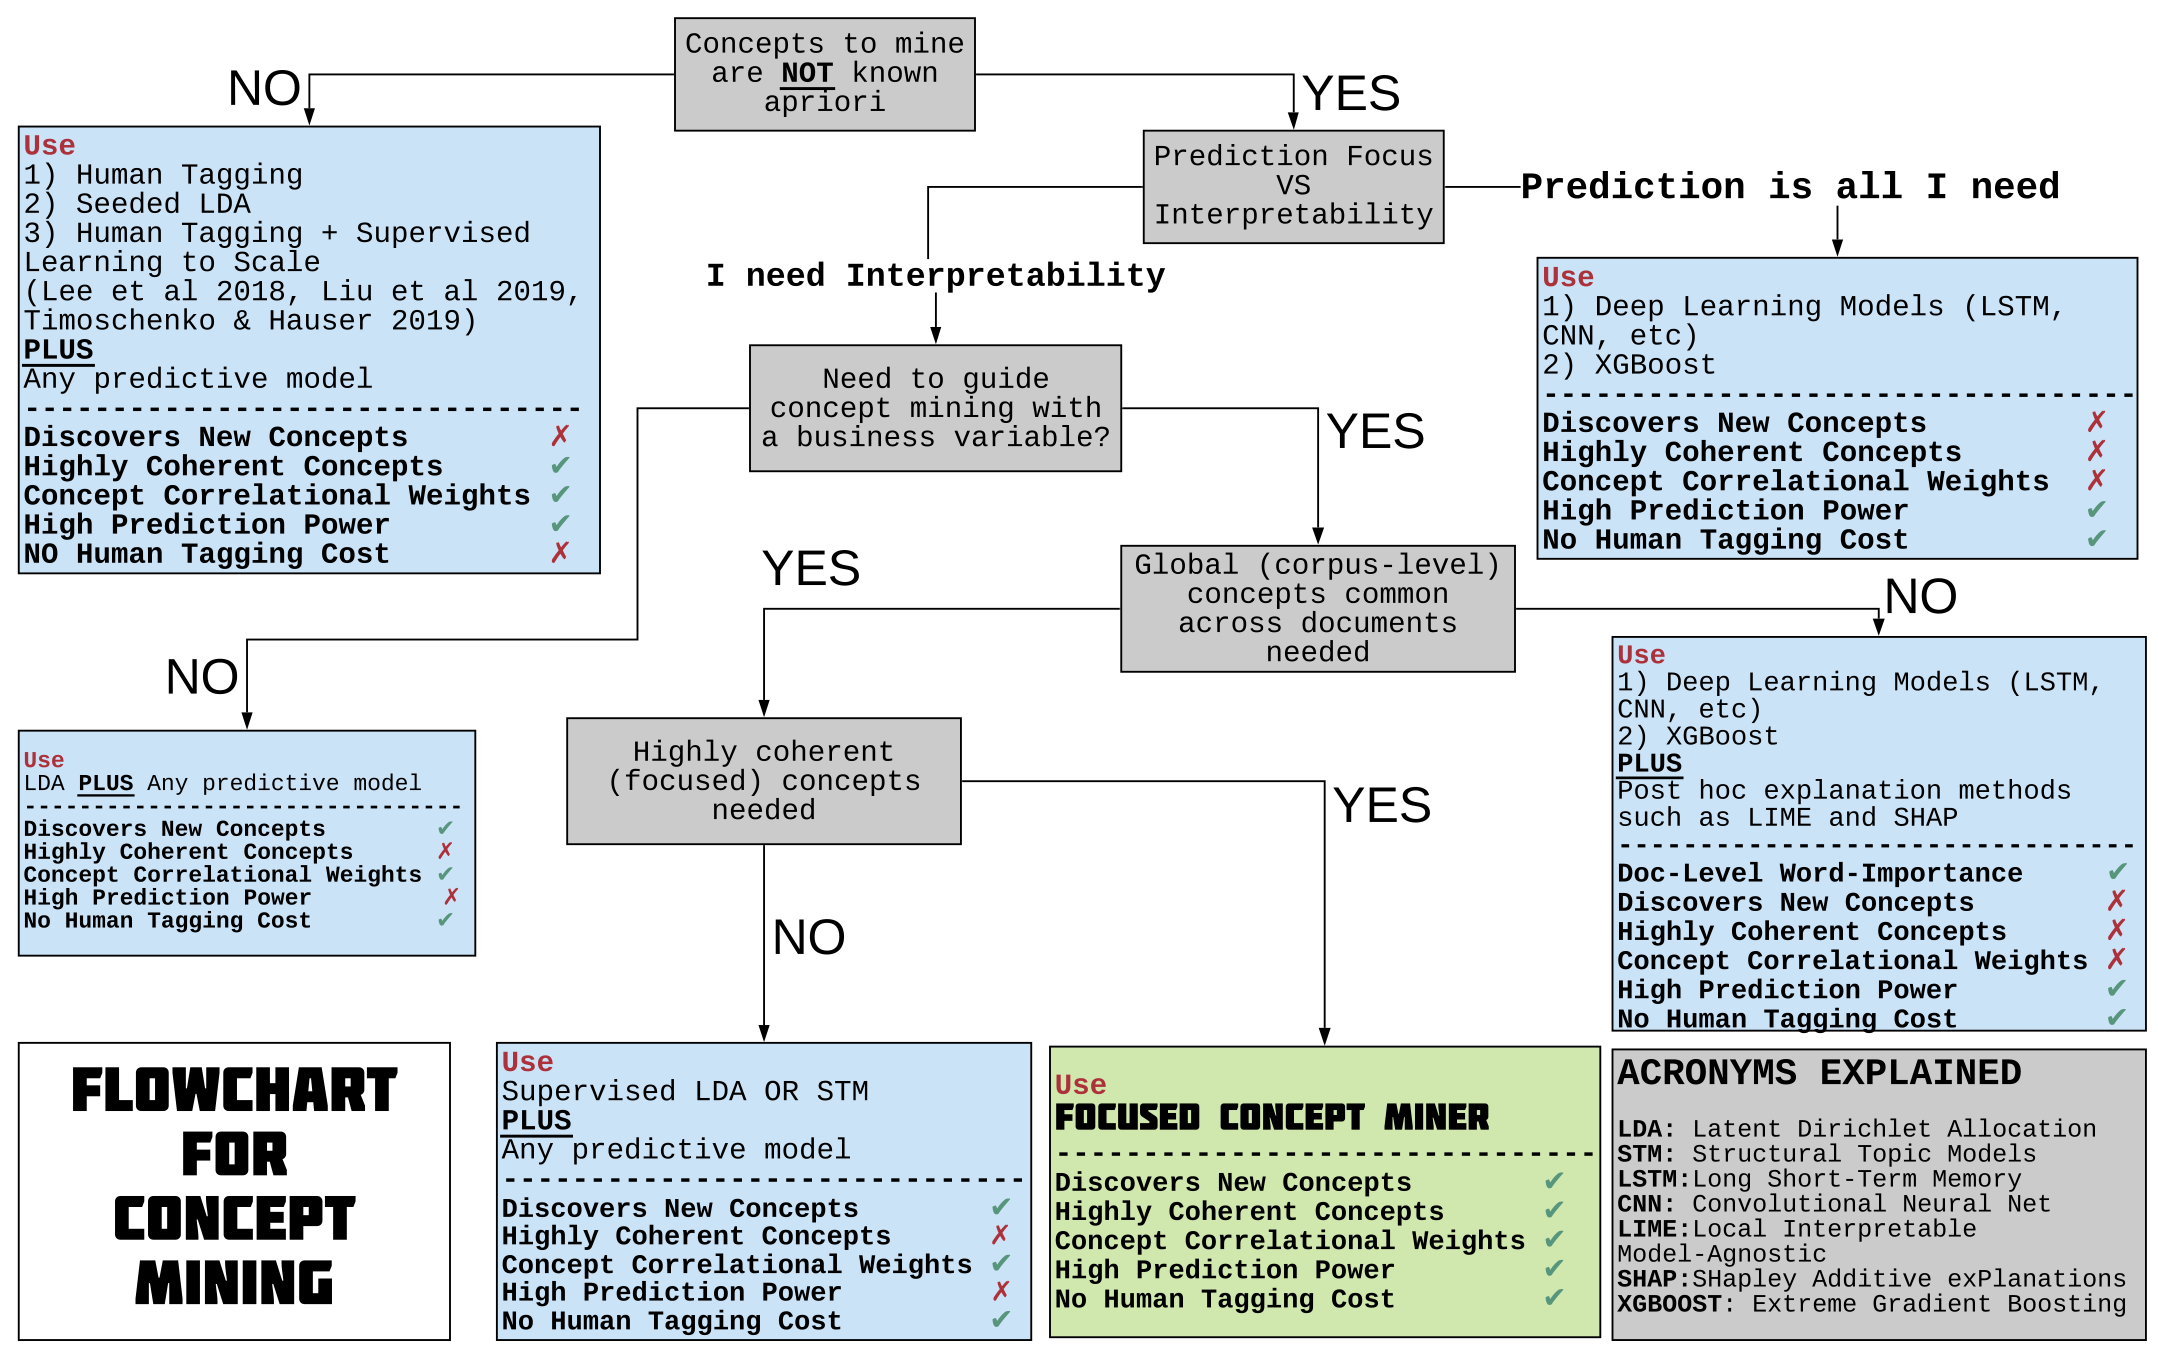 Concepts to mine
are NOT known
apriori
NO
YES
Use
1) Human Tagging
2) Seeded LDA
3) Human Tagging + Supervised
Learning to Scale
(Lee et al 2018, Liu et al 2019,
Timoschenko & Hauser 2019)
PLUS
Any predictive model
--------------------------------
Discovers New Concepts ✗
Highly Coherent Concepts ✔
Concept Correlational Weights ✔
High Prediction Power ✔
NO Human Tagging Cost ✗
Prediction Focus
VS
Interpretability
Prediction is all I need
I need Interpretability
Use
1) Deep Learning Models (LSTM,
CNN, etc)
2) XGBoost
----------------------------------
Discovers New Concepts ✗
Highly Coherent Concepts ✗
Concept Correlational Weights ✗
High Prediction Power ✔
No Human Tagging Cost ✔
Need to guide
concept mining with
a business variable?
YES
NO
Global (corpus-level)
concepts common
across documents
needed
YES
NO
Use
LDA PLUS Any predictive model
--------------------------------
Discovers New Concepts ✔
Highly Coherent Concepts ✗
Concept Correlational Weights ✔
High Prediction Power ✗
No Human Tagging Cost ✔
Highly coherent
(focused) concepts
needed
YES
NO
Use
1) Deep Learning Models (LSTM,
CNN, etc)
2) XGBoost
PLUS
Post hoc explanation methods
such as LIME and SHAP
--------------------------------
Doc-Level Word-Importance ✔
Discovers New Concepts ✗
Highly Coherent Concepts ✗
Concept Correlational Weights ✗
High Prediction Power ✔
No Human Tagging Cost ✔
FLOWCHART
FOR
CONCEPT
MINING
Use
Supervised LDA OR STM
PLUS
Any predictive model
------------------------------
Discovers New Concepts ✔
Highly Coherent Concepts ✗
Concept Correlational Weights ✔
High Prediction Power ✗
No Human Tagging Cost ✔
Use
FOCUSED CONCEPT MINER
-------------------------------
Discovers New Concepts ✔
Highly Coherent Concepts ✔
Concept Correlational Weights ✔
High Prediction Power ✔
No Human Tagging Cost ✔
ACRONYMS EXPLAINED
LDA: Latent Dirichlet Allocation
STM: Structural Topic Models
LSTM:Long Short-Term Memory
CNN: Convolutional Neural Net
LIME:Local Interpretable
Model-Agnostic
SHAP:SHapley Additive exPlanations
XGBOOST: Extreme Gradient Boosting